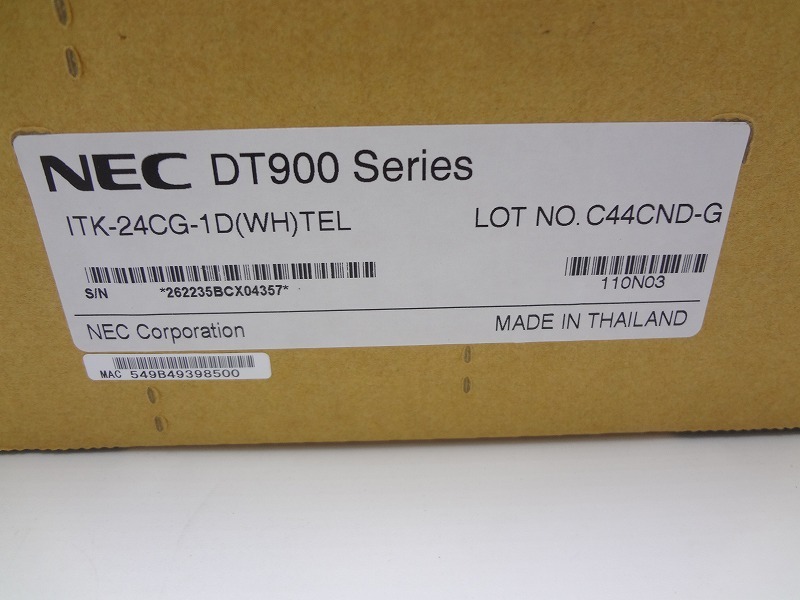 NEC DT900 Series
ITK-24CG-1D(WH)TEL LOT NO. C44CND-G
S/N *262235BCX04357* 110N03
NEC Corporation MADE IN THAILAND
MAC 549B49398500